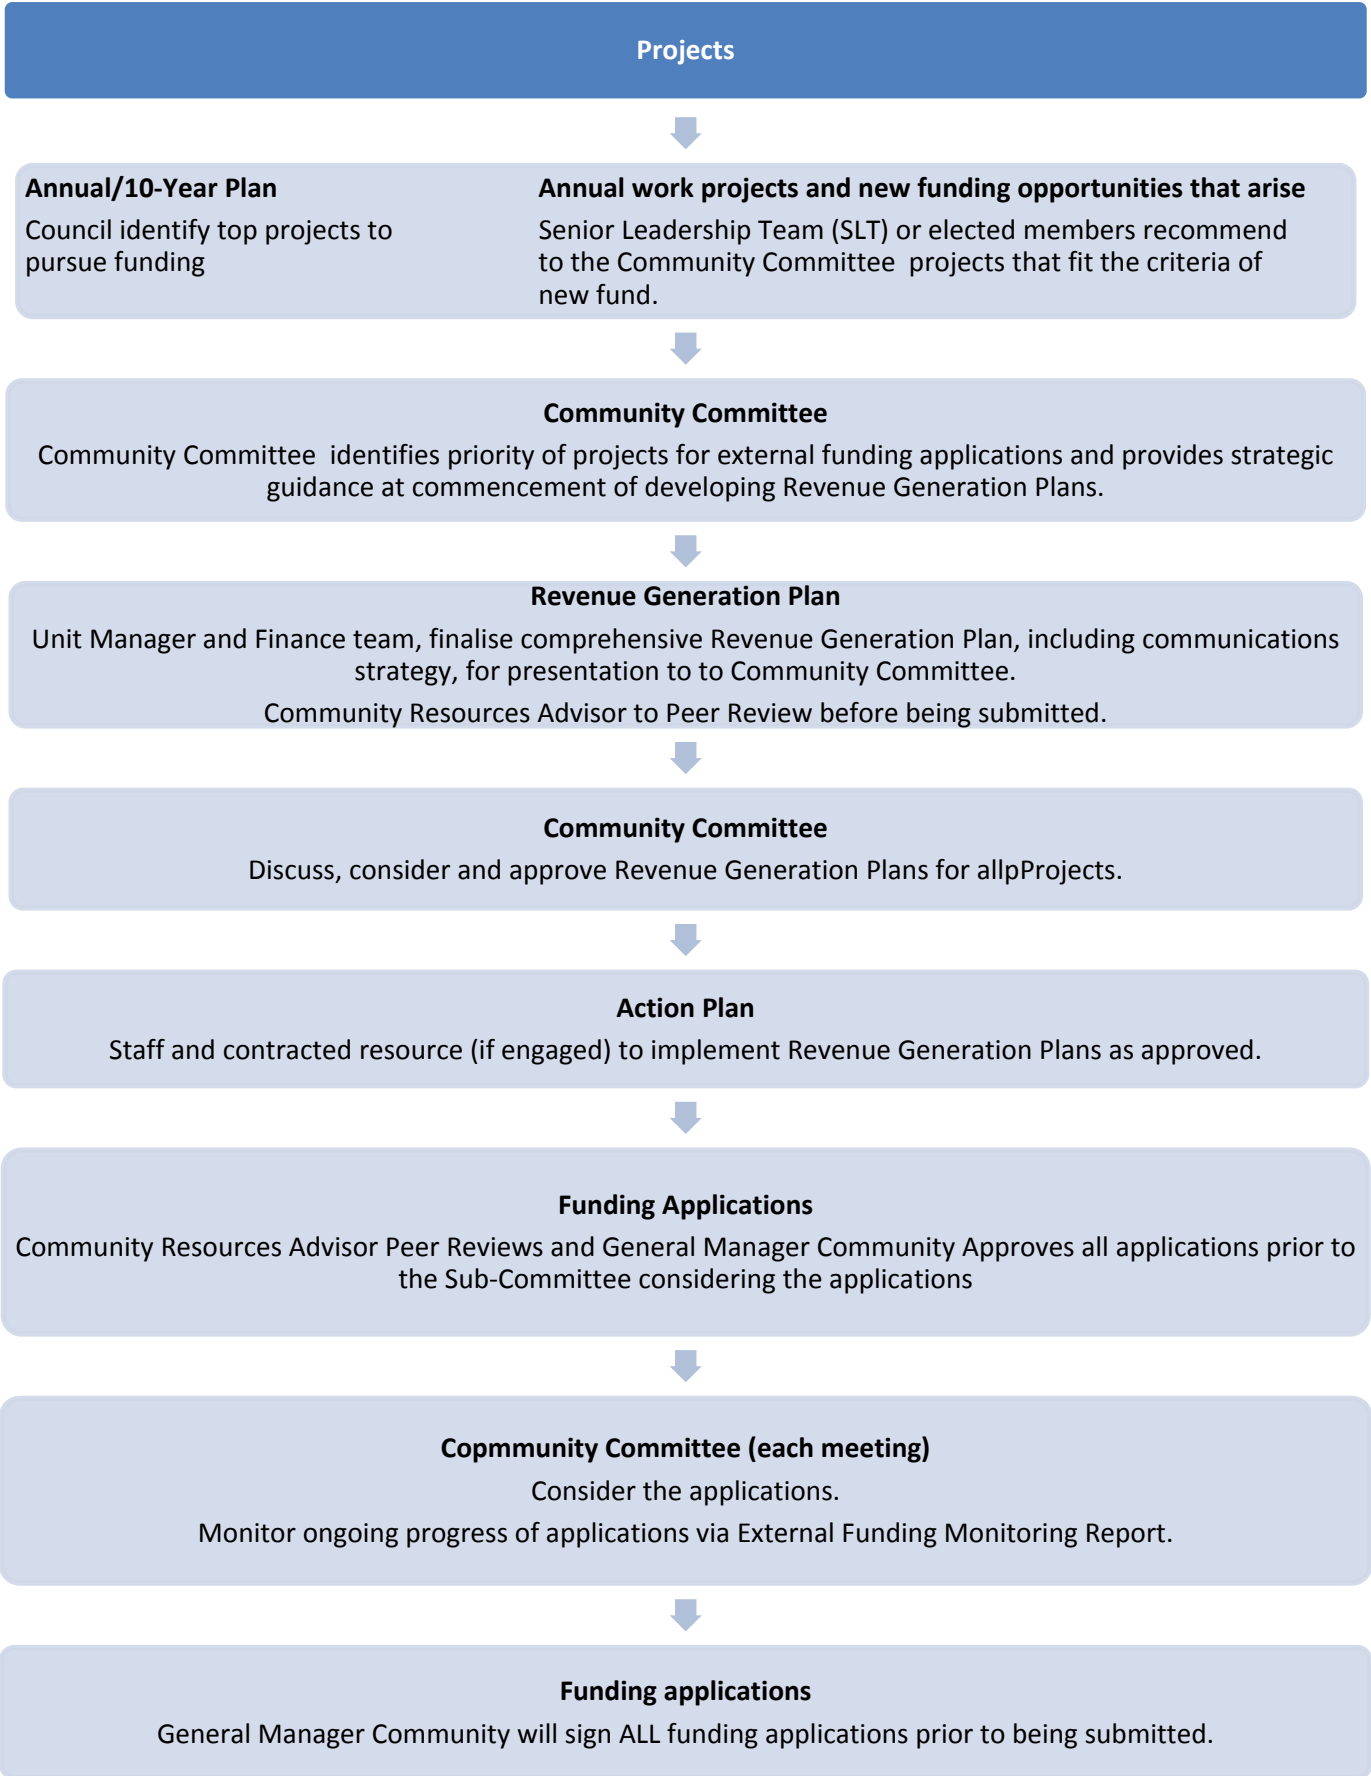 Projects
Annual/10-Year Plan
Council identify top projects to
pursue funding
Annual work projects and new funding opportunities that arise
Senior Leadership Team (SLT) or elected members recommend
to the Community Committee  projects that fit the criteria of
new fund.
Community Committee
Community Committee  identifies priority of projects for external funding applications and provides strategic
guidance at commencement of developing Revenue Generation Plans.
Revenue Generation Plan
Unit Manager and Finance team, finalise comprehensive Revenue Generation Plan, including communications
strategy, for presentation to to Community Committee.
Community Resources Advisor to Peer Review before being submitted.
Community Committee
Discuss, consider and approve Revenue Generation Plans for allpProjects.
Action Plan
Staff and contracted resource (if engaged) to implement Revenue Generation Plans as approved.
Funding Applications
Community Resources Advisor Peer Reviews and General Manager Community Approves all applications prior to
the Sub-Committee considering the applications
Copmmunity Committee (each meeting)
Consider the applications.
Monitor ongoing progress of applications via External Funding Monitoring Report.
Funding applications
General Manager Community will sign ALL funding applications prior to being submitted.